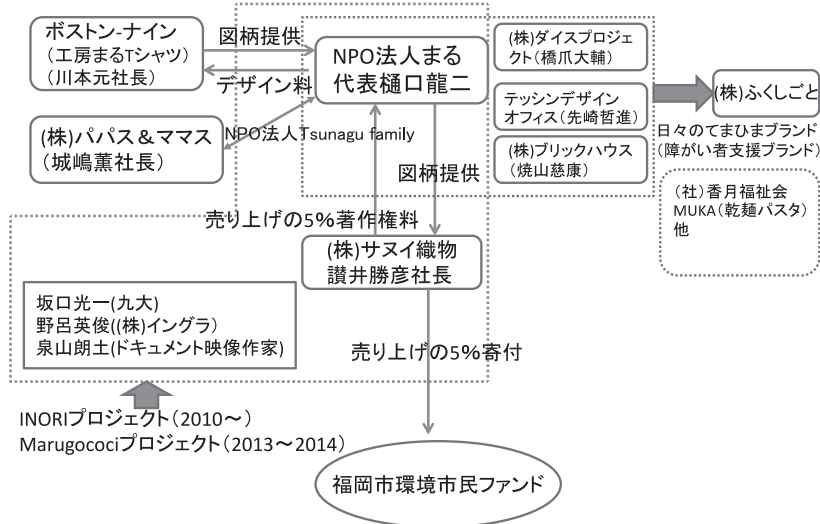 ボストン-ナイン
（工房まるTシャツ）
（川本元社長）
図柄提供
デザイン料
NPO法人まる
代表樋口龍二
(株)ダイスプロジェ
クト（橋爪大輔）
テッシンデザイン
オフィス（先崎哲進）
(株)ブリックハウス
（焼山慈康）
(株)ふくしごと
日々のてまひまブランド
（障がい者支援ブランド）
（社）香月福祉会
MUKA（乾麺パスタ）
他
(株)パパス＆ママス
（城嶋薫社長）
NPO法人Tsunagu family
図柄提供
売り上げの5%著作権料
(株)サヌイ織物
讃井勝彦社長
坂口光一(九大)
野呂英俊((株)イングラ）
泉山朗土(ドキュメント映像作家)
売り上げの5%寄付
INORIプロジェクト（2010～）
Marugocociプロジェクト（2013～2014）
福岡市環境市民ファンド